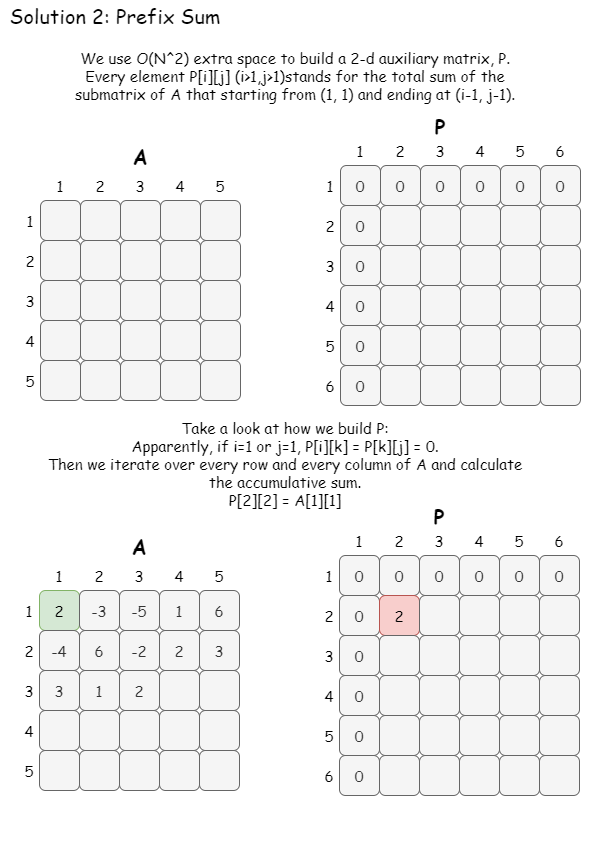 Solution 2: Prefix Sum
We use O(N^2) extra space to build a 2-d auxiliary matrix, P.
Every element P[i][j] (i>1,j>1)stands for the total sum of the
submatrix of A that starting from (1, 1) and ending at (i-1, j-1).
A
1 2 3 4 5
1
2
3
4
5
P
1 2 3 4 5 6
1 0 0 0 0 0 0
2 0
3 0
4 0
5 0
6 0
Take a look at how we build P:
Apparently, if i=1 or j=1, P[i][k] = P[k][j] = 0.
Then we iterate over every row and every column of A and calculate
the accumulative sum.
P[2][2] = A[1][1]
A
1 2 3 4 5
1 2 -3 -5 1 6
2 -4 6 -2 2 3
3 3 1 2
4
5
P
1 2 3 4 5 6
1 0 0 0 0 0 0
2 0 2
3 0
4 0
5 0
6 0